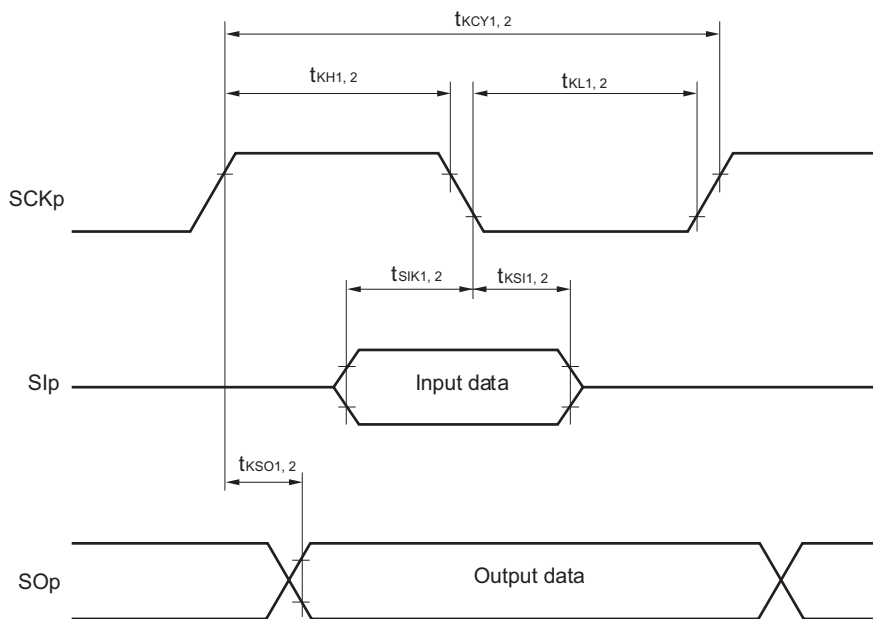 tKCY1, 2
tKH1, 2
tKL1, 2
SCKp
tSIK1, 2
tKSI1, 2
SIp
Input data
tKSO1, 2
SOp
Output data